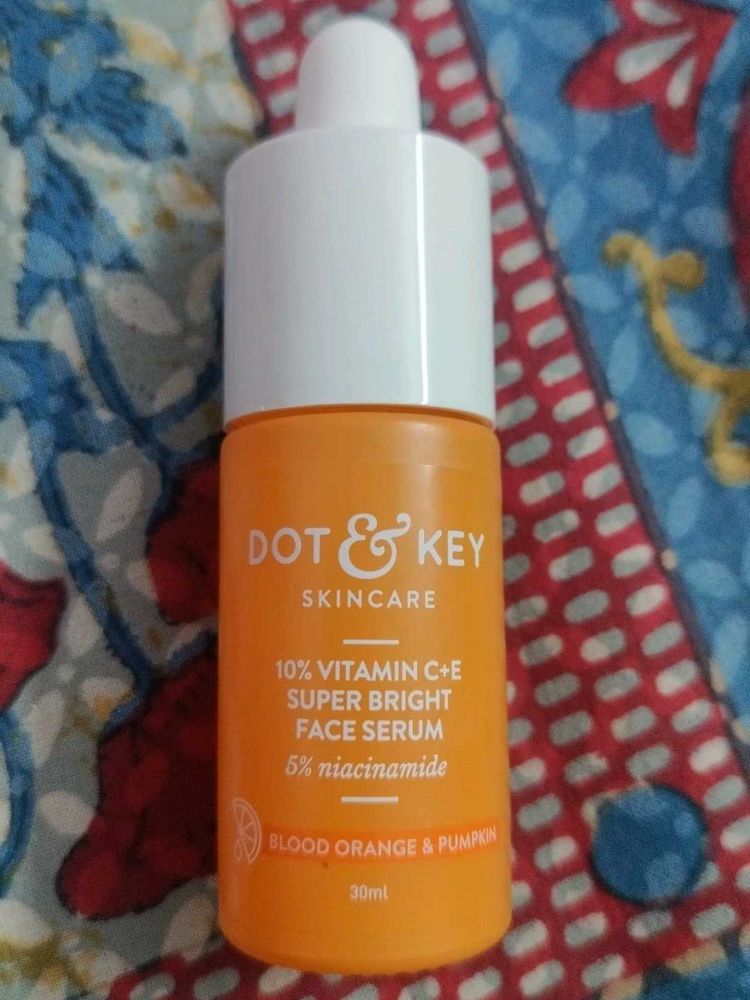 DOT & KEY
SKINCARE
10% VITAMIN C+E
SUPER BRIGHT
FACE SERUM
5% niacinamide
BLOOD ORANGE & PUMPKIN
30ml